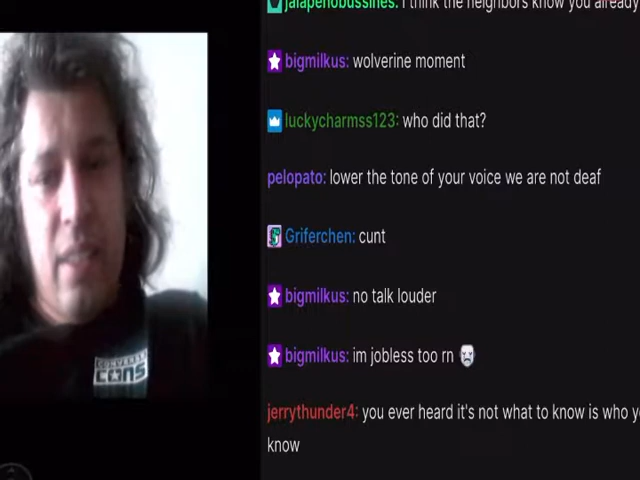 jalapenobussines: I think the neighbors know you already
bigmilkus: wolverine moment
luckycharmss123: who did that?
pelopato: lower the tone of your voice we are not deaf
Griferchen: cunt
bigmilkus: no talk louder
bigmilkus: im jobless too rn
jerrythunder4: you ever heard it's not what to know is who
know
CONVERSE
CONS